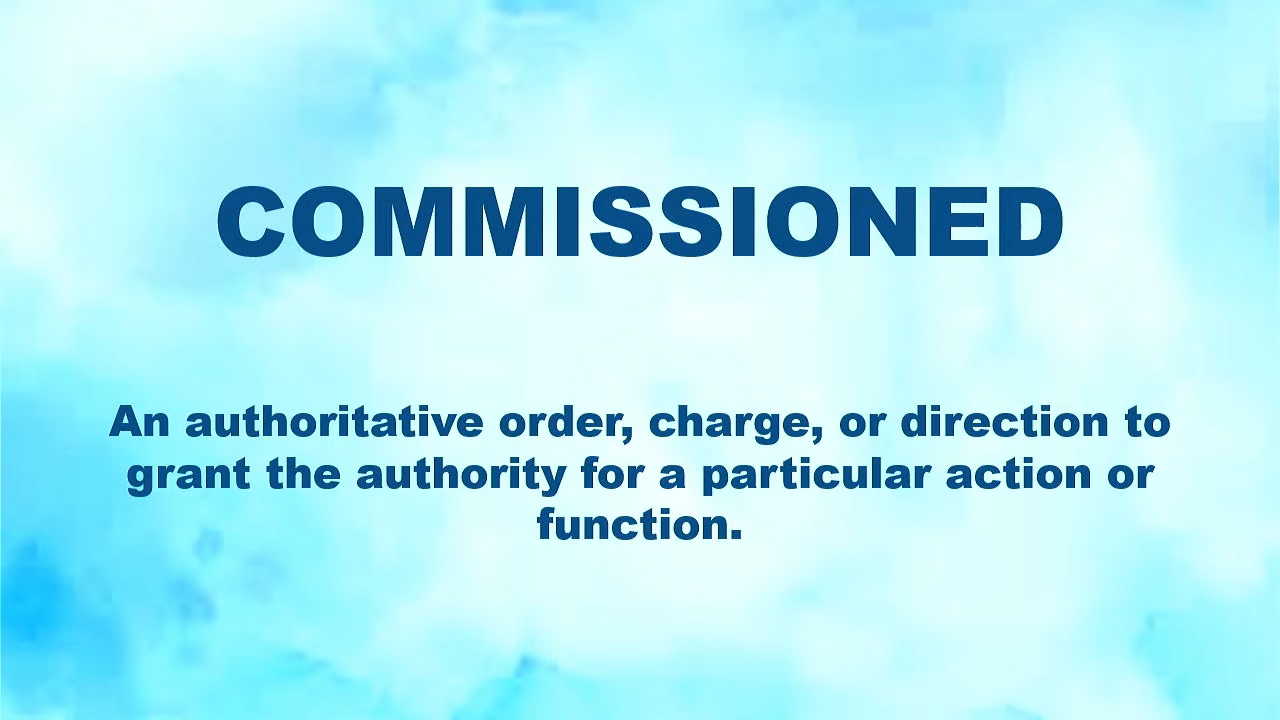 COMMISSIONED
An authoritative order, charge, or direction to
grant the authority for a particular action or
function.